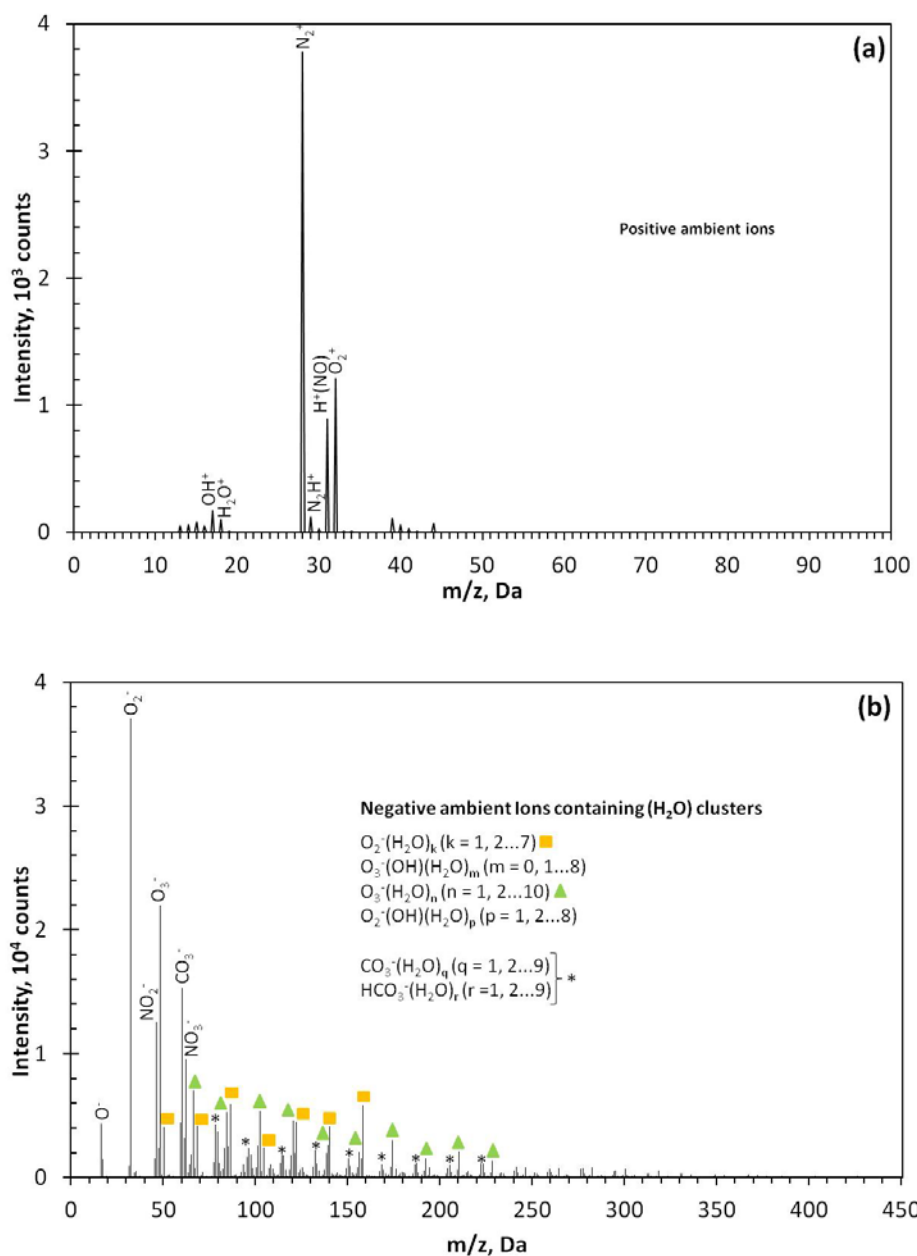 (a)
4
3
2
1
0
Intensity, 10³ counts
N₂⁺
Positive ambient ions
H⁺(NO)
O₂⁺
OH⁺
H₂O⁺
N₂H⁺
0 10 20 30 40 50 60 70 80 90 100
m/z, Da
(b)
4
3
2
1
0
Intensity, 10⁴ counts
O₂⁻
Negative ambient Ions containing (H₂O) clusters
O₂⁻(H₂O)ₖ (k = 1, 2...7)
O₃⁻(OH)(H₂O)ₘ (m = 0, 1...8)
O₃⁻(H₂O)ₙ (n = 1, 2...10)
O₂⁻(OH)(H₂O)ₚ (p = 1, 2...8)
CO₃⁻(H₂O)q (q = 1, 2...9)
HCO₃⁻(H₂O)ᵣ (r =1, 2...9)
*
O₃⁻
NO₂⁻
CO₃⁻
NO₃⁻
O⁻
* * * * * * * * *
0 50 100 150 200 250 300 350 400 450
m/z, Da